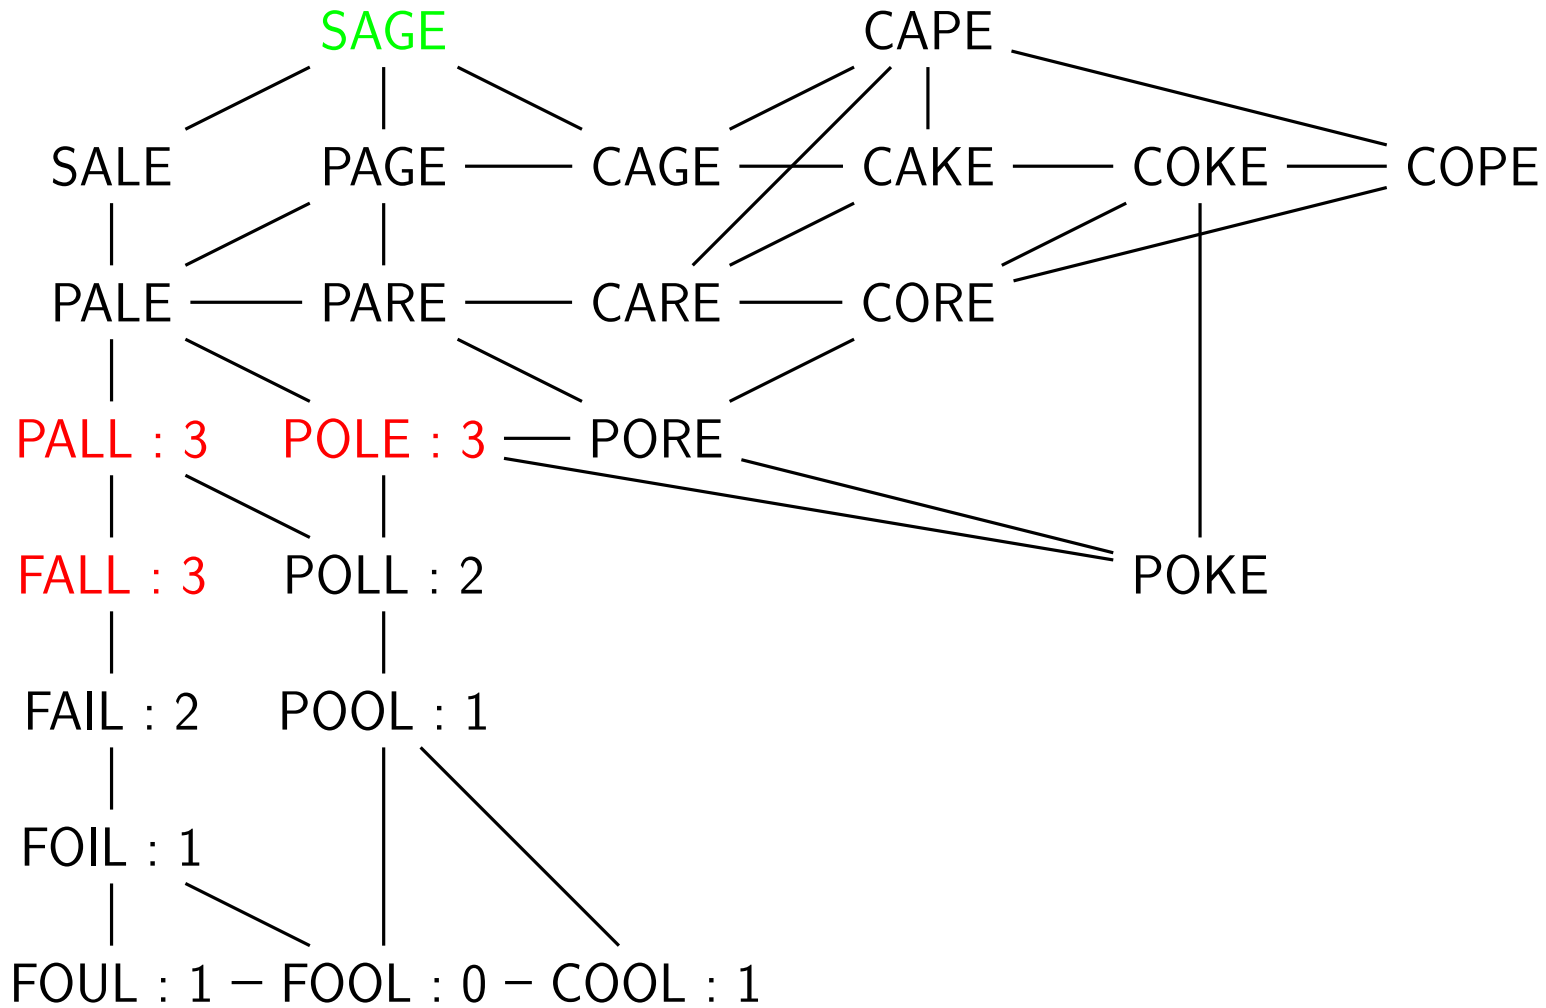 SAGE CAPE
SALE PAGE CAGE CAKE COKE COPE
PALE PARE CARE CORE
PALL : 3 POLE : 3 PORE
FALL : 3 POLL : 2 POKE
FAIL : 2 POOL : 1
FOIL : 1
FOUL : 1 FOOL : 0 COOL : 1